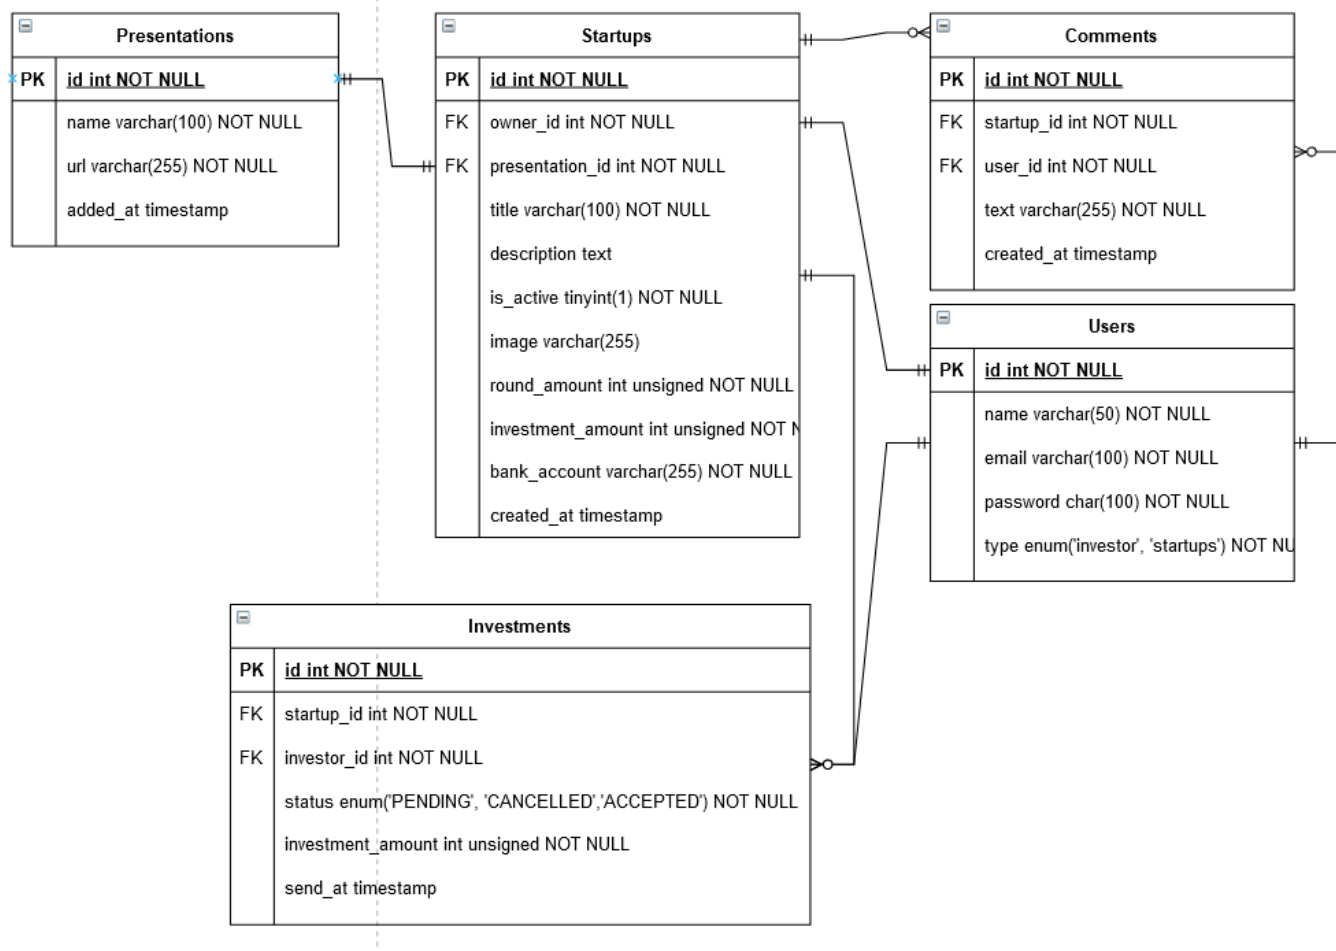 Presentations
PK id int NOT NULL
name varchar(100) NOT NULL
url varchar(255) NOT NULL
added_at timestamp
Startups
PK id int NOT NULL
FK owner_id int NOT NULL
FK presentation_id int NOT NULL
title varchar(100) NOT NULL
description text
is_active tinyint(1) NOT NULL
image varchar(255)
round_amount int unsigned NOT NULL
investment_amount int unsigned NOT N
bank_account varchar(255) NOT NULL
created_at timestamp
Comments
PK id int NOT NULL
FK startup_id int NOT NULL
FK user_id int NOT NULL
text varchar(255) NOT NULL
created_at timestamp
Users
PK id int NOT NULL
name varchar(50) NOT NULL
email varchar(100) NOT NULL
password char(100) NOT NULL
type enum('investor', 'startups') NOT NU
Investments
PK id int NOT NULL
FK startup_id int NOT NULL
FK investor_id int NOT NULL
status enum('PENDING', 'CANCELLED','ACCEPTED') NOT NULL
investment_amount int unsigned NOT NULL
send_at timestamp